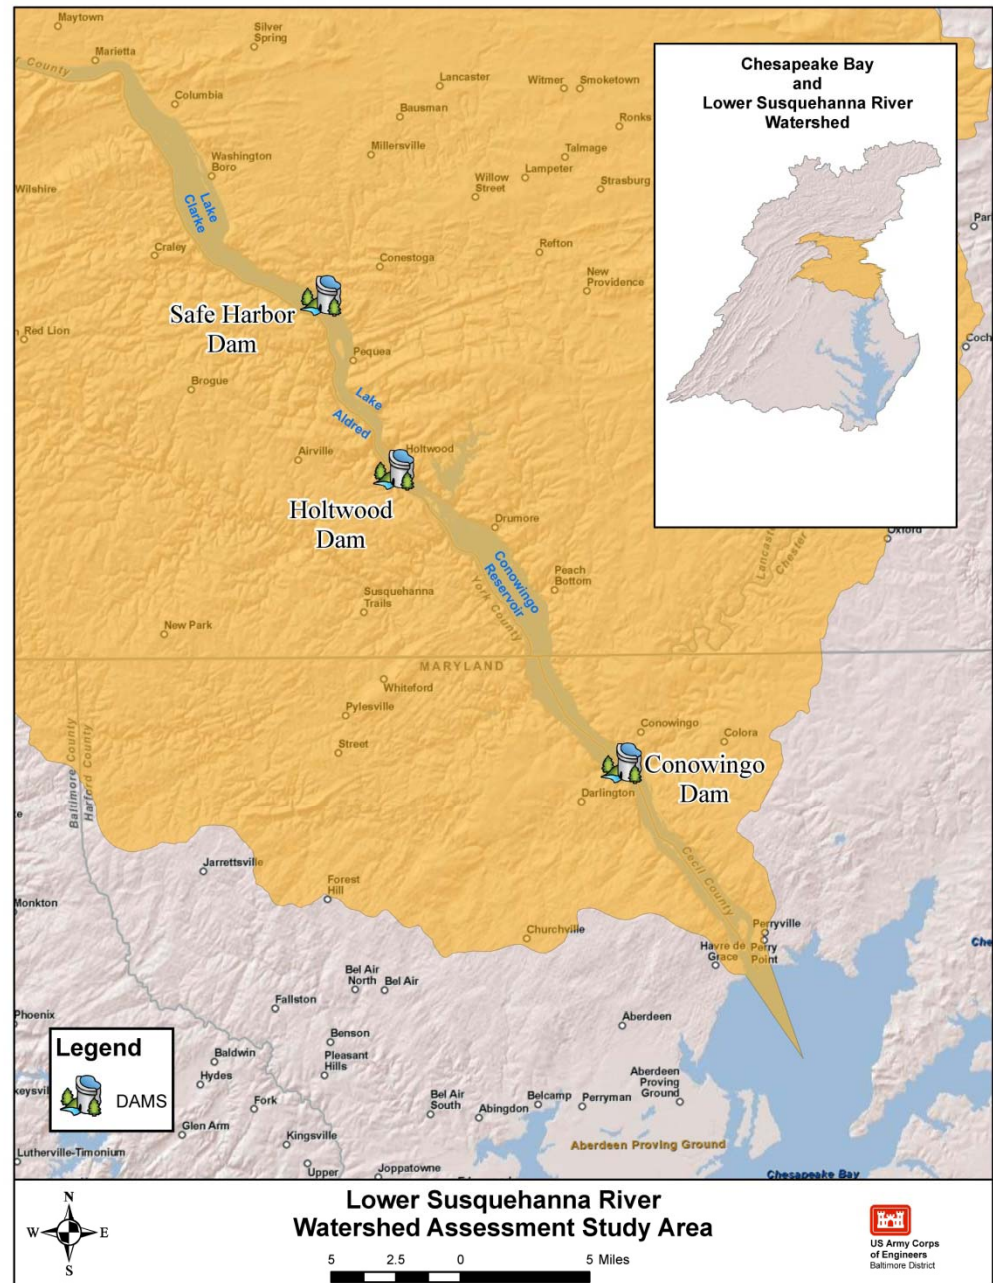 Maytown
Silver
Spring
Marietta
County
Columbia
Lancaster
Witmer
Smoketown
Bausman
Ronks
Millersville
Talmage
Washington
Boro
Lampeter
Willow
Street
Strasburg
Wilshire
Lake
Clarke
Craley
Conestoga
Refton
New
Providence
Safe Harbor
Dam
Red Lion
Pequea
Brogue
Lake
Aldred
Airville
Holtwood
Holtwood
Dam
Drumore
Conowingo
Reservoir
Peach
Bottom
York County
Susquehanna
Trails
New Park
Lancaster
Chester
Oxford
Par
Coch
MARYLAND
Whiteford
Pylesville
Street
Conowingo
Colora
Conowingo
Dam
Darlington
Baltimore County
Harford County
Cecil County
Jarrettsville
Forest
Hill
Monkton
Churchville
Perryville
Havre de
Grace
Perry
Point
Che
Bel Air
North
Bel Air
Fallston
Phoenix
Aberdeen
Benson
Pleasant
Hills
Baldwin
Hydes
keysvil
Fork
Bel Air
South
Abingdon
Belcamp
Perryman
Aberdeen
Proving
Ground
Glen Arm
Kingsville
Aberdeen Proving Ground
Lutherville-Timonium
Upper
Joppatowne
Chesapeake Bay
Chesapeake Bay
and
Lower Susquehanna River
Watershed
Legend
DAMS
N
W
E
S
Lower Susquehanna River
Watershed Assessment Study Area
5 2.5 0 5 Miles
US Army Corps
of Engineers
Baltimore District